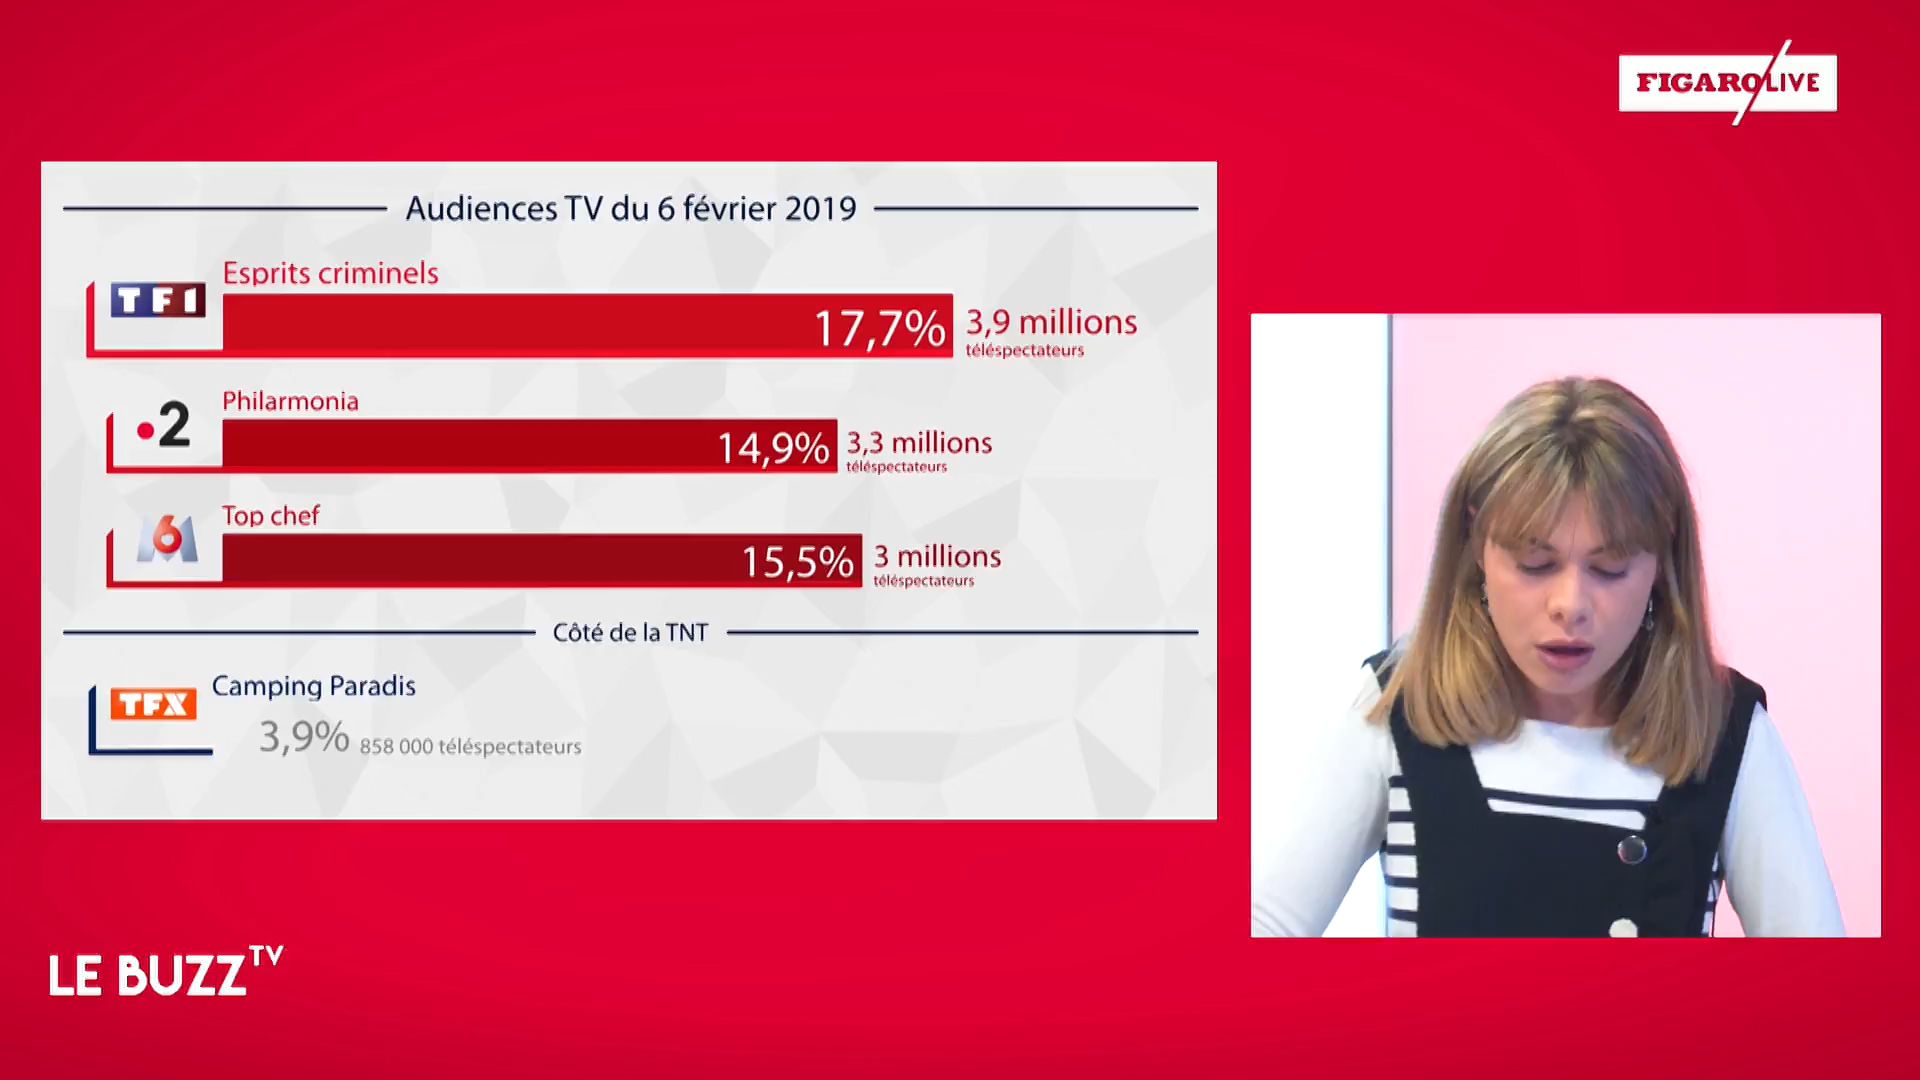 FIGAROLIVE
Audiences TV du 6 février 2019
Esprits criminels
TF1
17,7%
3,9 millions
téléspectateurs
Philarmonia
•2
14,9%
3,3 millions
téléspectateurs
Top chef
M6
15,5%
3 millions
téléspectateurs
Côté de la TNT
Camping Paradis
TFX
3,9% 858 000 téléspectateurs
LE BUZZ TV